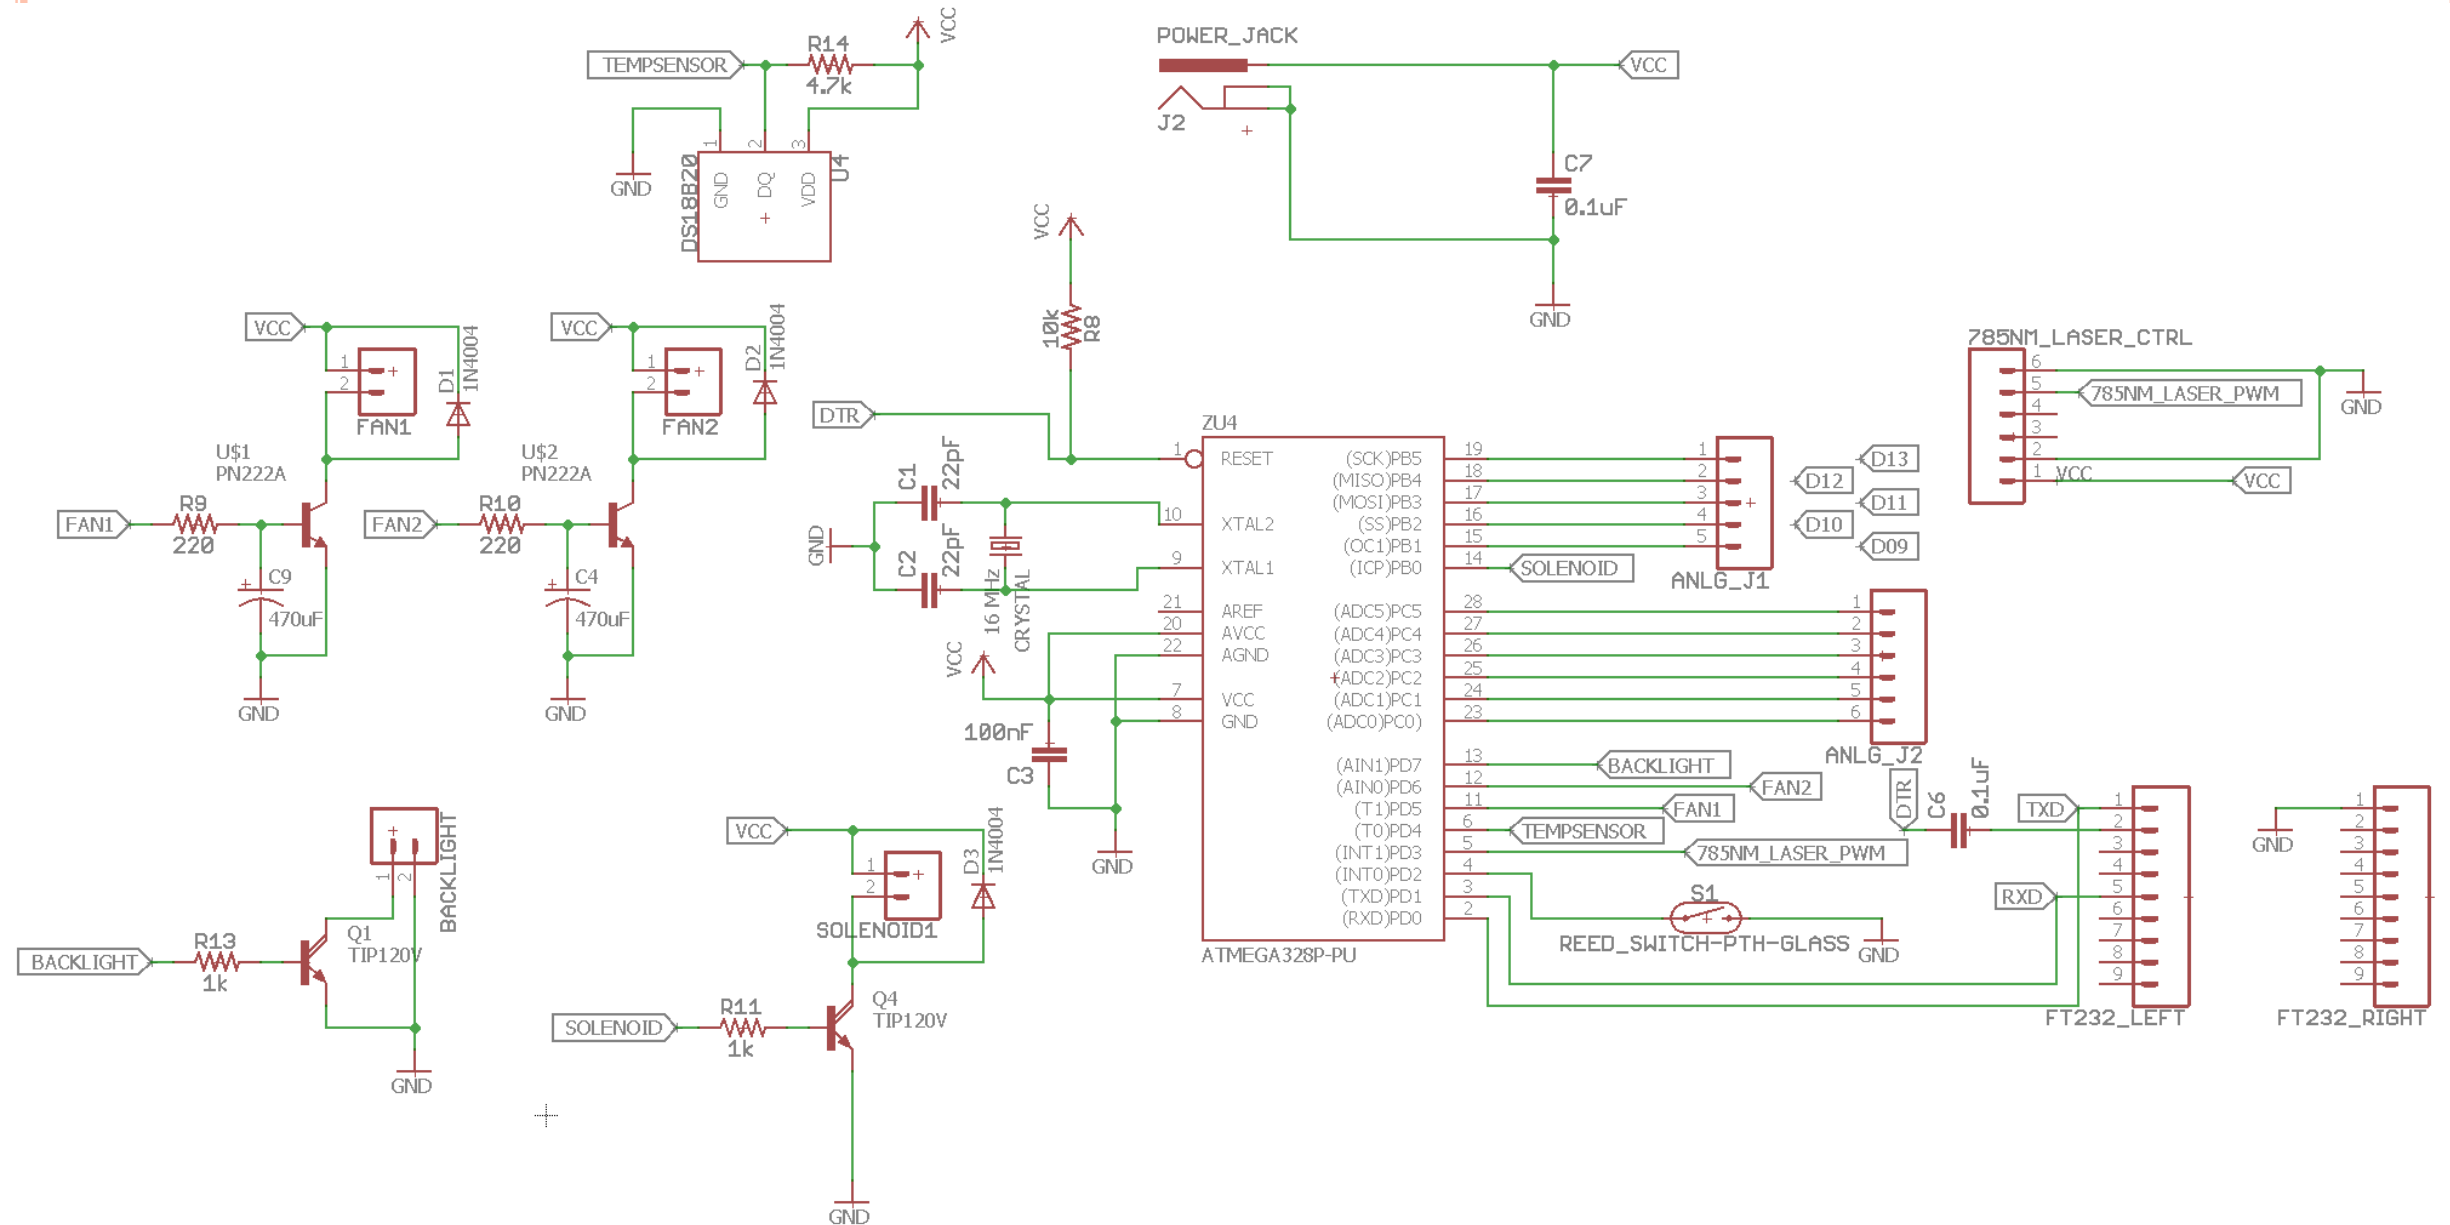 TEMPSENSOR
R14
4.7k
VCC
GND
DS18B20
U4
1
2
3
GND
DQ
VDD
POWER_JACK
J2
VCC
C7
0.1uF
GND
VCC
1
2
FAN1
D1
1N4004
U$1
PN222A
FAN1
R9
220
C9
470uF
GND
VCC
1
2
FAN2
D2
1N4004
U$2
PN222A
FAN2
R10
220
C4
470uF
GND
VCC
10k
R8
DTR
C1
22pF
C2
22pF
GND
16 MHz
CRYSTAL
VCC
100nF
C3
GND
ZU4
1 RESET
10 XTAL2
9 XTAL1
21 AREF
20 AVCC
22 AGND
7 VCC
8 GND
(SCK)PB5 19
(MISO)PB4 18
(MOSI)PB3 17
(SS)PB2 16
(OC1)PB1 15
(ICP)PB0 14
(ADC5)PC5 28
(ADC4)PC4 27
(ADC3)PC3 26
(ADC2)PC2 25
(ADC1)PC1 24
(ADC0)PC0) 23
(AIN1)PD7 13
(AIN0)PD6 12
(T1)PD5 11
(T0)PD4 6
(INT1)PD3 5
(INT0)PD2 4
(TXD)PD1 3
(RXD)PD0 2
ATMEGA328P-PU
1
2
3
4
5
ANLG_J1
D13
D12
D11
D10
D09
SOLENOID
1
2
3
4
5
6
ANLG_J2
BACKLIGHT
FAN2
FAN1
TEMPSENSOR
785NM_LASER_PWM
S1
REED_SWITCH-PTH-GLASS
GND
785NM_LASER_CTRL
6
5
4
3
2
1
785NM_LASER_PWM
GND
VCC
VCC
DTR
C6
0.1uF
TXD
RXD
1
2
3
4
5
6
7
8
9
FT232_LEFT
GND
1
2
3
4
5
6
7
8
9
FT232_RIGHT
BACKLIGHT
1
2
BACKLIGHT
R13
1k
Q1
TIP120V
GND
VCC
1
2
SOLENOID1
D3
1N4004
SOLENOID
R11
1k
Q4
TIP120V
GND